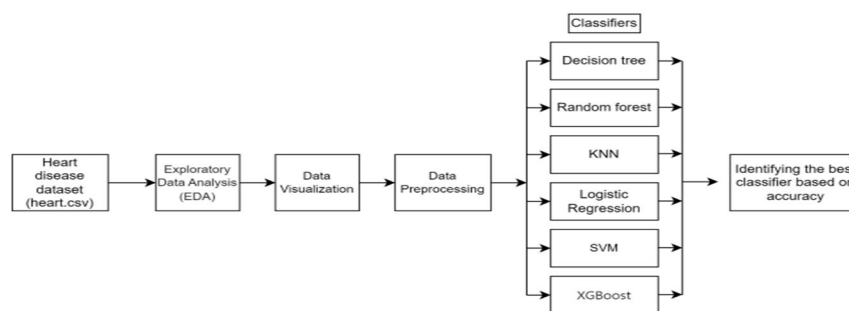 Classifiers
Decision tree
Random forest
KNN
Logistic
Regression
SVM
XGBoost
Heart
disease
dataset
(heart.csv)
Exploratory
Data Analysis
(EDA)
Data
Visualization
Data
Preprocessing
Identifying the bes
classifier based or
accuracy